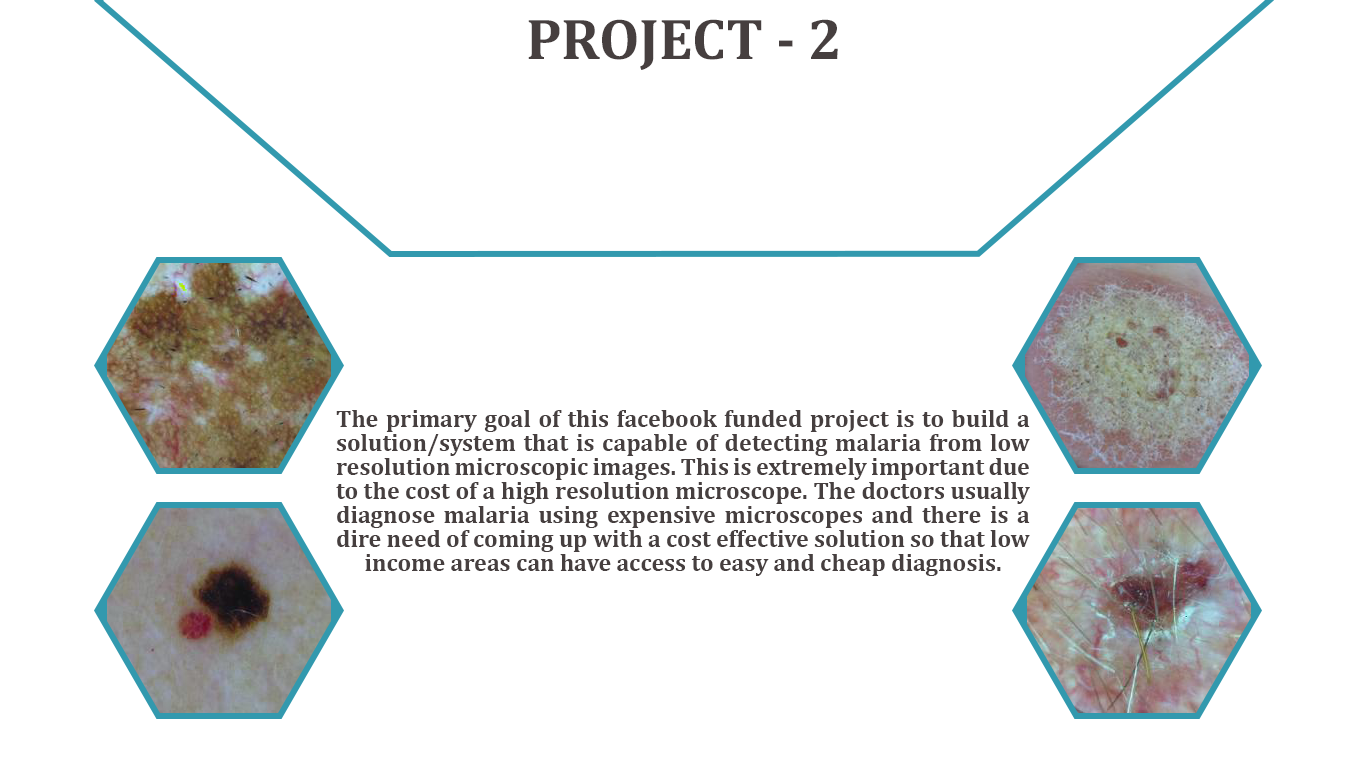 PROJECT - 2
The primary goal of this facebook funded project is to build a
solution/system that is capable of detecting malaria from low
resolution microscopic images. This is extremely important due
to the cost of a high resolution microscope. The doctors usually
diagnose malaria using expensive microscopes and there is a
dire need of coming up with a cost effective solution so that low
income areas can have access to easy and cheap diagnosis.